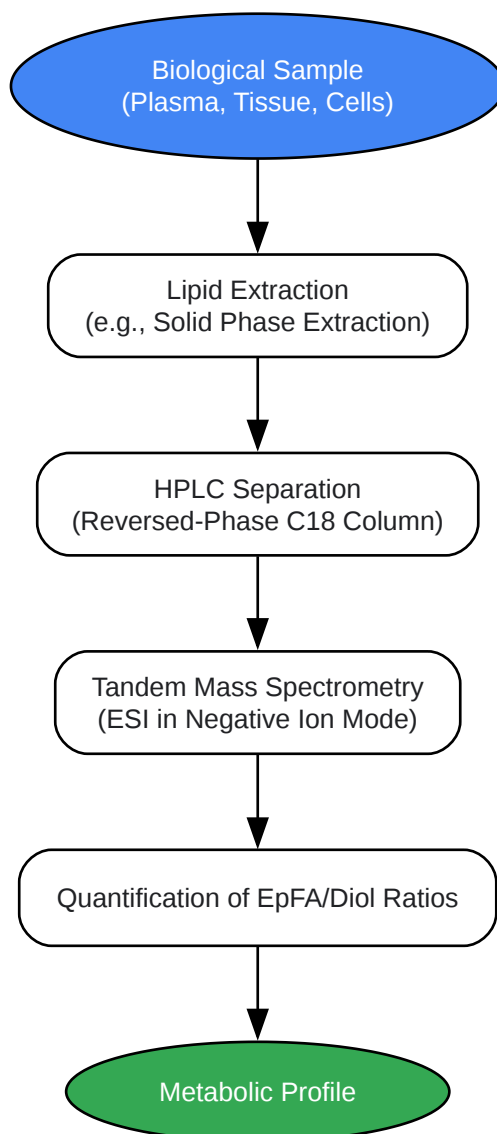 Biological Sample
(Plasma, Tissue, Cells)
Lipid Extraction
(e.g., Solid Phase Extraction)
HPLC Separation
(Reversed-Phase C18 Column)
Tandem Mass Spectrometry
(ESI in Negative Ion Mode)
Quantification of EpFA/Diol Ratios
Metabolic Profile